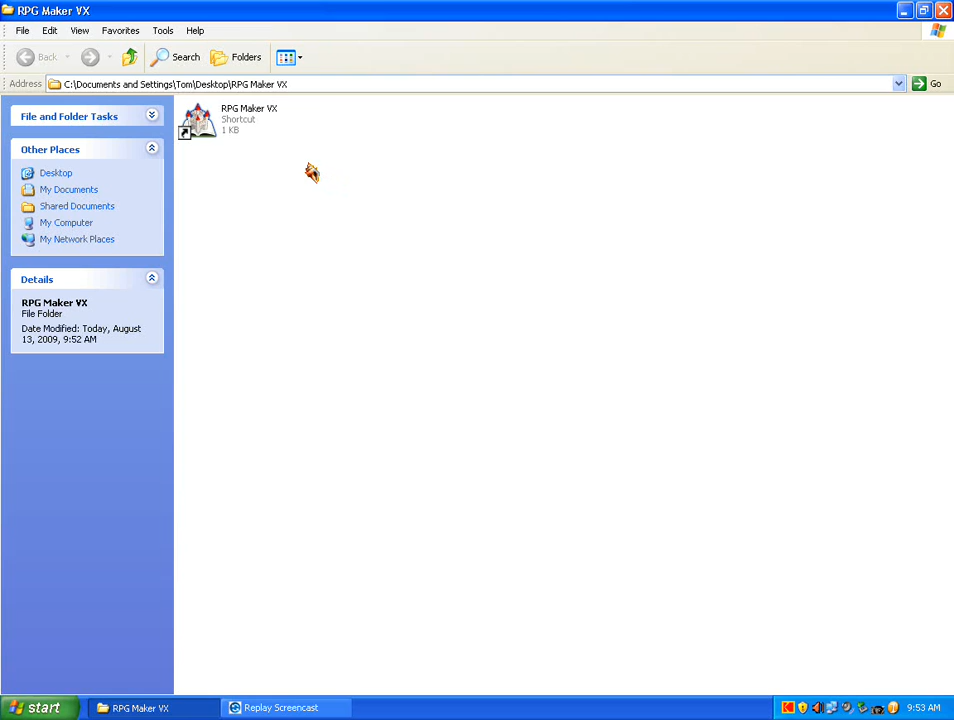 RPG Maker VX
File Edit View Favorites Tools Help
Back Search Folders
Address C:\Documents and Settings\Tom\Desktop\RPG Maker VX Go
File and Folder Tasks
Other Places
Desktop
My Documents
Shared Documents
My Computer
My Network Places
Details
RPG Maker VX
File Folder
Date Modified: Today, August
13, 2009, 9:52 AM
RPG Maker VX
Shortcut
1 KB
start RPG Maker VX Replay Screencast 9:53 AM